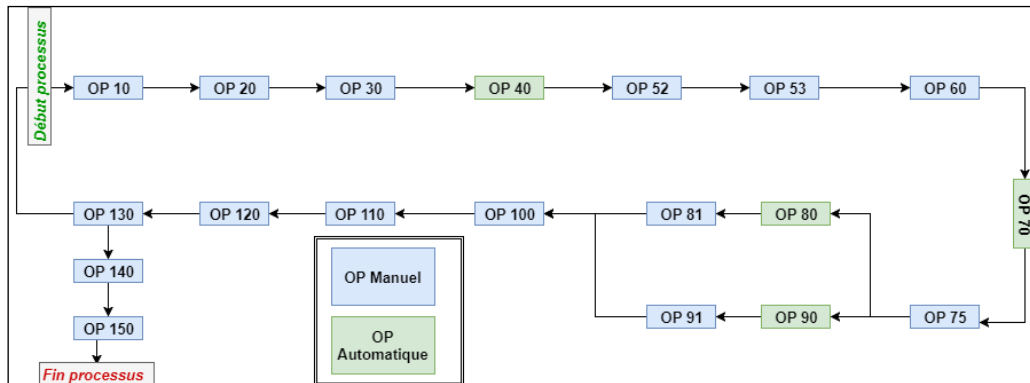 Début processus
OP 10
OP 20
OP 30
OP 40
OP 52
OP 53
OP 60
OP 70
OP 130
OP 120
OP 110
OP 100
OP 81
OP 80
OP 140
OP 91
OP 90
OP 75
OP 150
Fin processus
OP Manuel
OP
Automatique